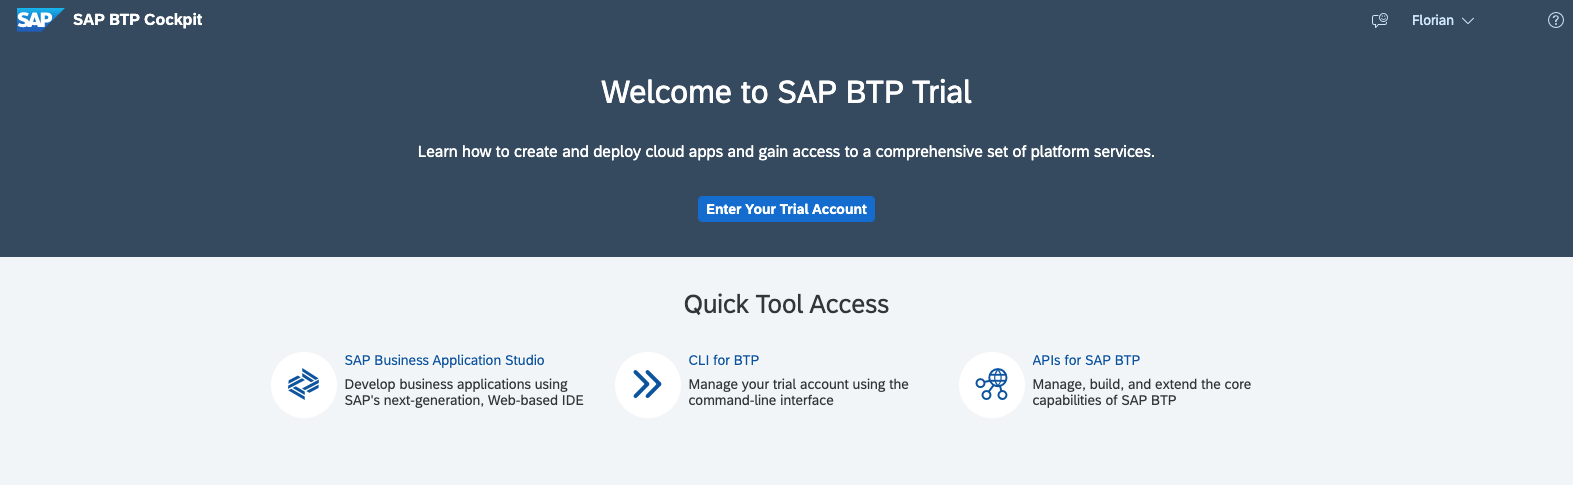 SAP SAP BTP Cockpit
Florian
Welcome to SAP BTP Trial
Learn how to create and deploy cloud apps and gain access to a comprehensive set of platform services.
Enter Your Trial Account
Quick Tool Access
SAP Business Application Studio
Develop business applications using
SAP's next-generation, Web-based IDE
CLI for BTP
Manage your trial account using the
command-line interface
APIs for SAP BTP
Manage, build, and extend the core
capabilities of SAP BTP